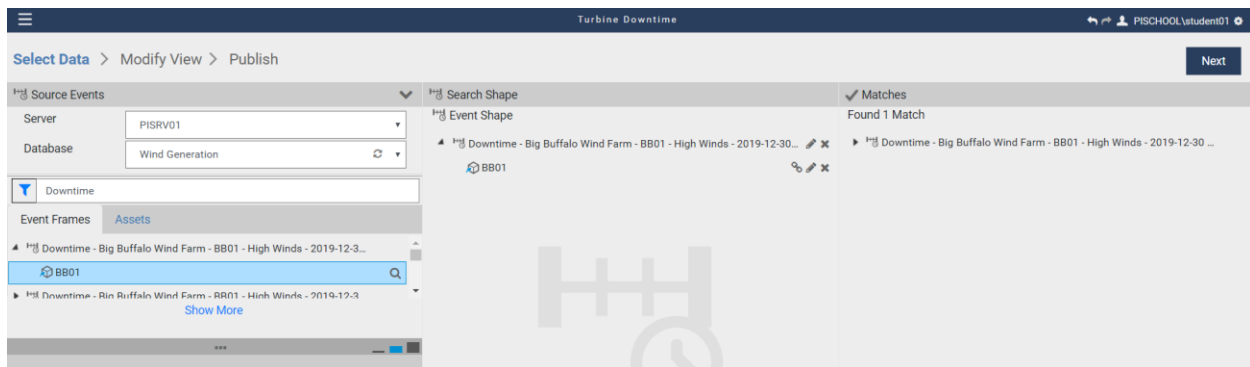 Turbine Downtime
PISCHOOL\student01
Select Data > Modify View > Publish
Next
Source Events
Server
PISRV01
Database
Wind Generation
Downtime
Event Frames
Assets
Downtime - Big Buffalo Wind Farm - BB01 - High Winds - 2019-12-3...
BB01
Downtime - Big Buffalo Wind Farm - BB01 - High Winds - 2019-12-3
Show More
Search Shape
Event Shape
Downtime - Big Buffalo Wind Farm - BB01 - High Winds - 2019-12-30...
BB01
Matches
Found 1 Match
Downtime - Big Buffalo Wind Farm - BB01 - High Winds - 2019-12-30 ...